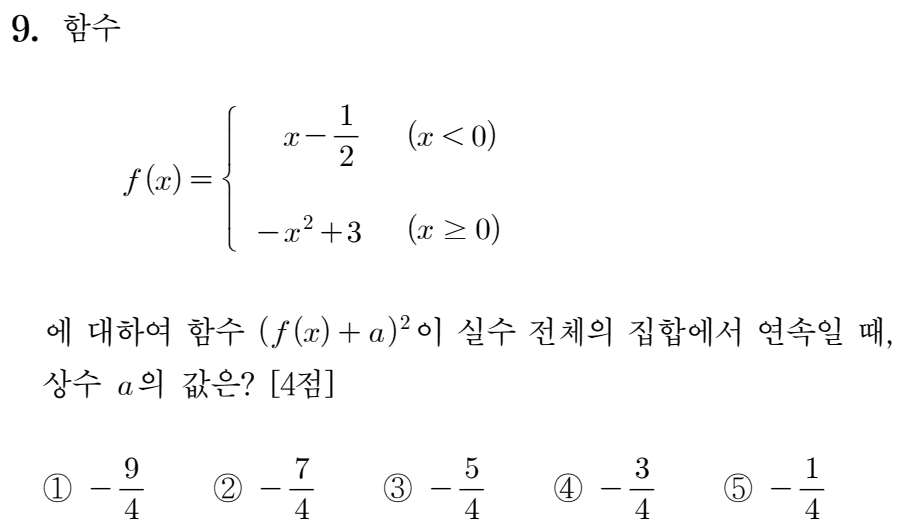 9. 함수
f(x) = { x − 1/2 (x < 0)
−x² + 3 (x ≥ 0)
에 대하여 함수 (f(x) + a)²이 실수 전체의 집합에서 연속일 때,
상수 a의 값은? [4점]
① −9/4 ② −7/4 ③ −5/4 ④ −3/4 ⑤ −1/4